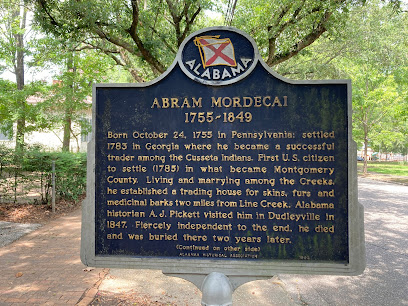 ALABAMA
ABRAM MORDECAI
1755-1849
Born October 24, 1755 in Pennsylvania; settled
1783 in Georgia where he became a successful
trader among the Cusseta Indians. First U.S. citizen
to settle (1785) in what became Montgomery
County. Living and marrying among the Creeks,
he established a trading house for skins, furs and
medicinal barks two miles from Line Creek. Alabama
historian A. J. Pickett visited him in Dudleyville in
1847. Fiercely independent to the end, he died
and was buried there two years later.
(Continued on other side)
ALABAMA HISTORICAL ASSOCIATION